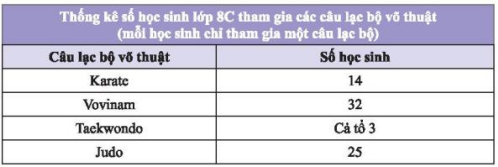 Thống kê số học sinh lớp 8C tham gia các câu lạc bộ võ thuật
(mỗi học sinh chỉ tham gia một câu lạc bộ)
Câu lạc bộ võ thuật Số học sinh
Karate 14
Vovinam 32
Taekwondo Cả tổ 3
Judo 25